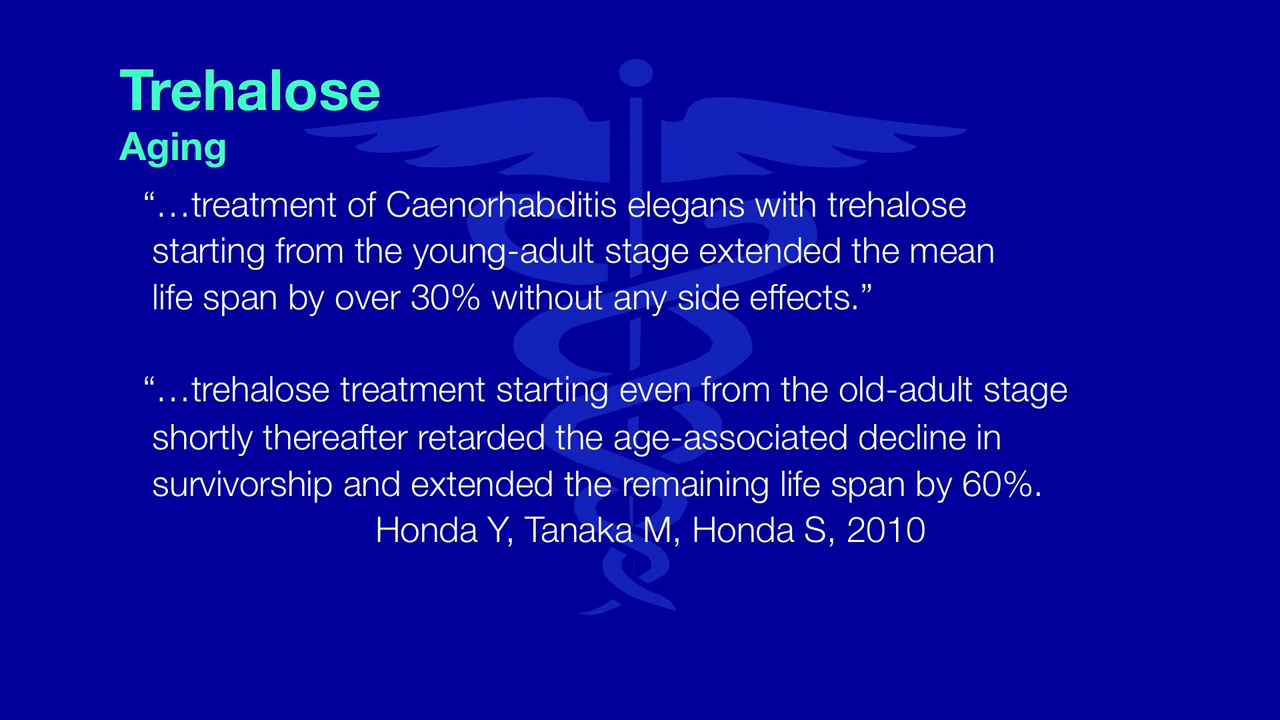 Trehalose
Aging
“…treatment of Caenorhabditis elegans with trehalose
starting from the young-adult stage extended the mean
life span by over 30% without any side effects.”
“…trehalose treatment starting even from the old-adult stage
shortly thereafter retarded the age-associated decline in
survivorship and extended the remaining life span by 60%.
Honda Y, Tanaka M, Honda S, 2010